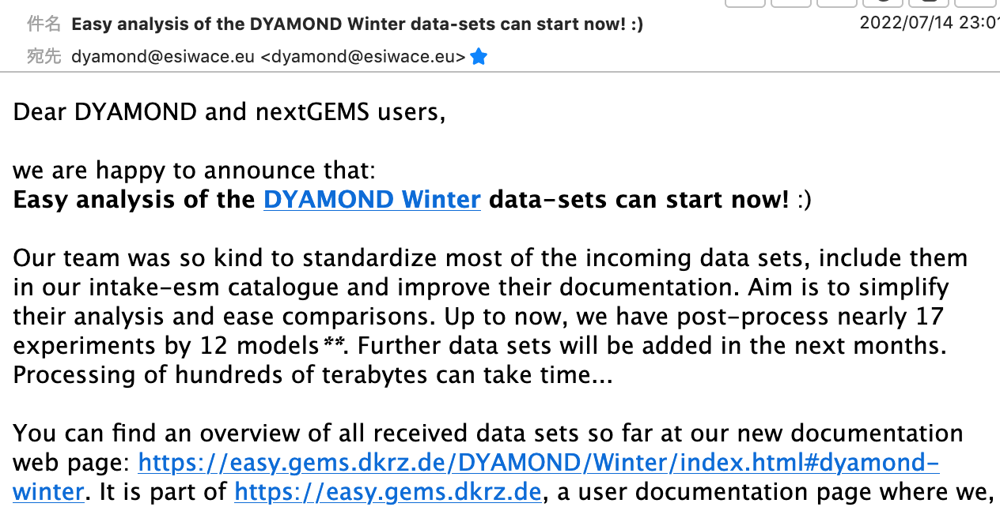 件名 Easy analysis of the DYAMOND Winter data-sets can start now! :)
2022/07/14 23:01
宛先 dyamond@esiwace.eu <dyamond@esiwace.eu>
Dear DYAMOND and nextGEMS users,
we are happy to announce that:
Easy analysis of the DYAMOND Winter data-sets can start now! :)
Our team was so kind to standardize most of the incoming data sets, include them
in our intake-esm catalogue and improve their documentation. Aim is to simplify
their analysis and ease comparisons. Up to now, we have post-process nearly 17
experiments by 12 models**. Further data sets will be added in the next months.
Processing of hundreds of terabytes can take time...
You can find an overview of all received data sets so far at our new documentation
web page: https://easy.gems.dkrz.de/DYAMOND/Winter/index.html#dyamond-
winter. It is part of https://easy.gems.dkrz.de, a user documentation page where we,